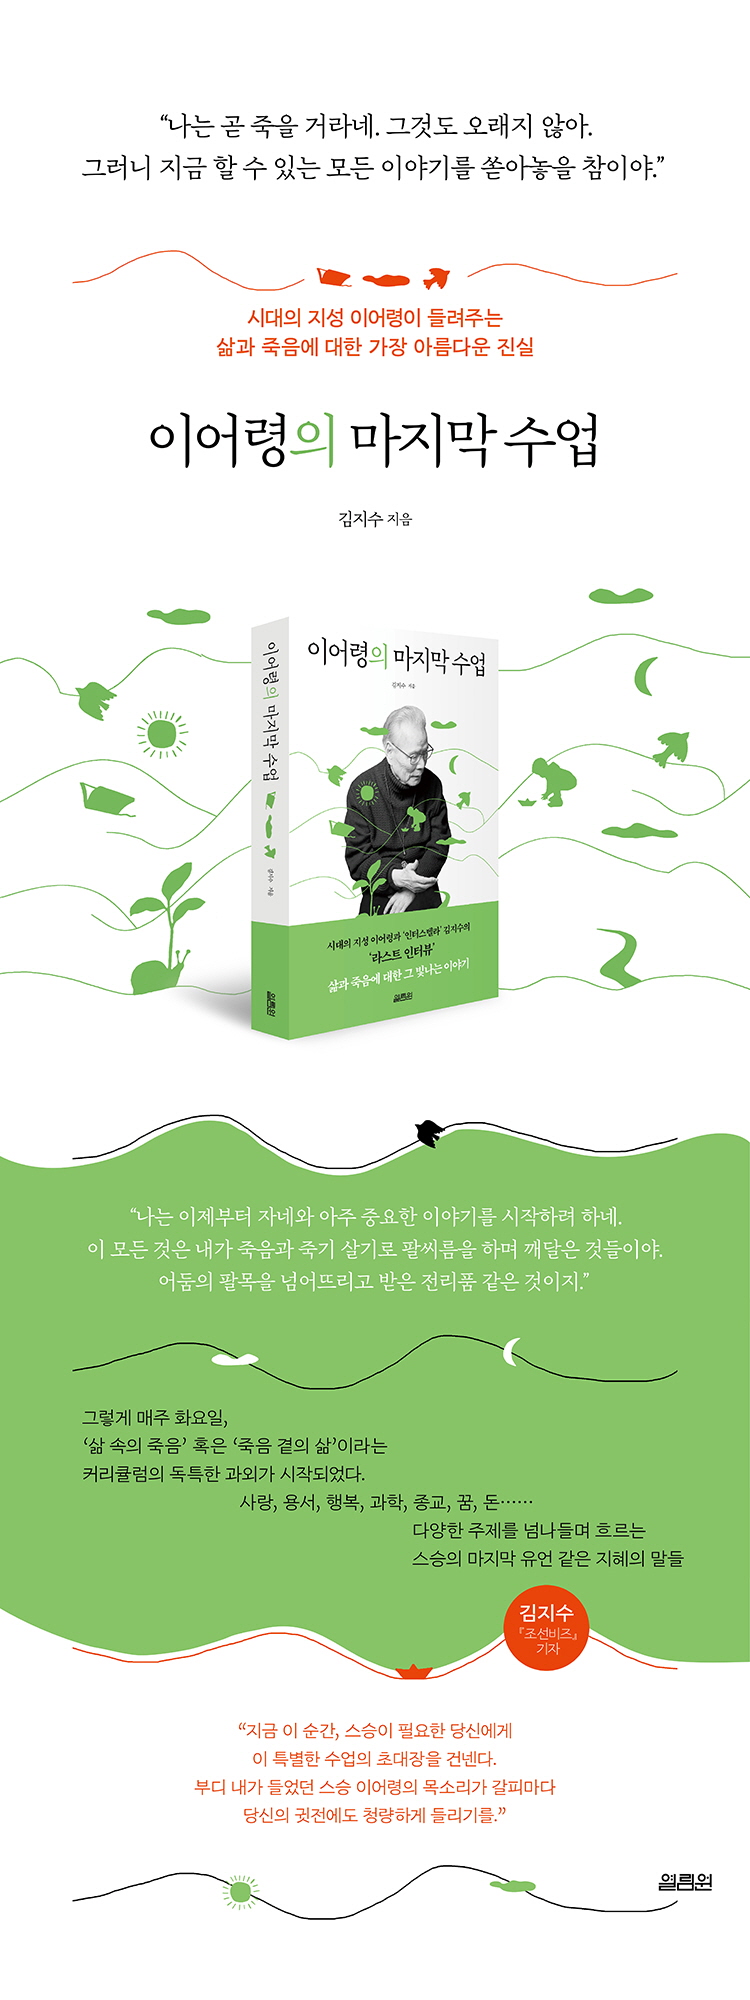 “나는 곧 죽을 거라네. 그것도 오래지 않아.
그러니 지금 할 수 있는 모든 이야기를 쏟아놓을 참이야.”
시대의 지성 이어령이 들려주는
삶과 죽음에 대한 가장 아름다운 진실
이어령의 마지막 수업
김지수 지음
이어령의 마지막 수업
김지수 지음
열림원
이어령의 마지막 수업
김지수 지음
시대의 지성 이어령과 ‘인터스텔라’ 김지수의
‘라스트 인터뷰’
삶과 죽음에 대한 그 빛나는 이야기
열림원
“나는 이제부터 자네와 아주 중요한 이야기를 시작하려 하네.
이 모든 것은 내가 죽음과 죽기 살기로 팔씨름을 하며 깨달은 것들이야.
어둠의 팔목을 넘어뜨리고 받은 전리품 같은 것이지.”
그렇게 매주 화요일,
‘삶 속의 죽음’ 혹은 ‘죽음 곁의 삶’이라는
커리큘럼의 독특한 과외가 시작되었다.
사랑, 용서, 행복, 과학, 종교, 꿈, 돈……
다양한 주제를 넘나들며 흐르는
스승의 마지막 유언 같은 지혜의 말들
김지수
『조선비즈』
기자
“지금 이 순간, 스승이 필요한 당신에게
이 특별한 수업의 초대장을 건넨다.
부디 내가 들었던 스승 이어령의 목소리가 갈피마다
당신의 귓전에도 청량하게 들리기를.”
열림원